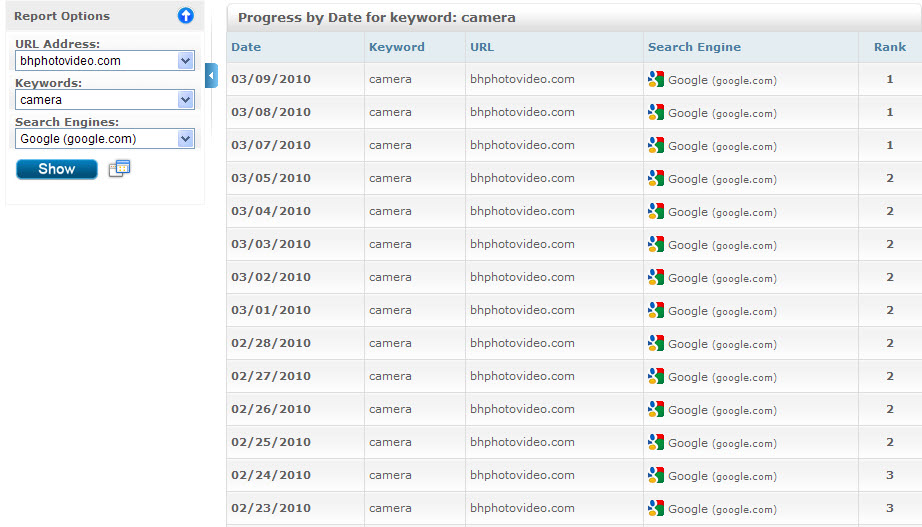 Report Options
URL Address:
bhphotovideo.com
Keywords:
camera
Search Engines:
Google (google.com)
Show
Progress by Date for keyword: camera
Date Keyword URL Search Engine Rank
03/09/2010 camera bhphotovideo.com Google (google.com) 1
03/08/2010 camera bhphotovideo.com Google (google.com) 1
03/07/2010 camera bhphotovideo.com Google (google.com) 1
03/05/2010 camera bhphotovideo.com Google (google.com) 2
03/04/2010 camera bhphotovideo.com Google (google.com) 2
03/03/2010 camera bhphotovideo.com Google (google.com) 2
03/02/2010 camera bhphotovideo.com Google (google.com) 2
03/01/2010 camera bhphotovideo.com Google (google.com) 2
02/28/2010 camera bhphotovideo.com Google (google.com) 2
02/27/2010 camera bhphotovideo.com Google (google.com) 2
02/26/2010 camera bhphotovideo.com Google (google.com) 2
02/25/2010 camera bhphotovideo.com Google (google.com) 2
02/24/2010 camera bhphotovideo.com Google (google.com) 3
02/23/2010 camera bhphotovideo.com Google (google.com) 3